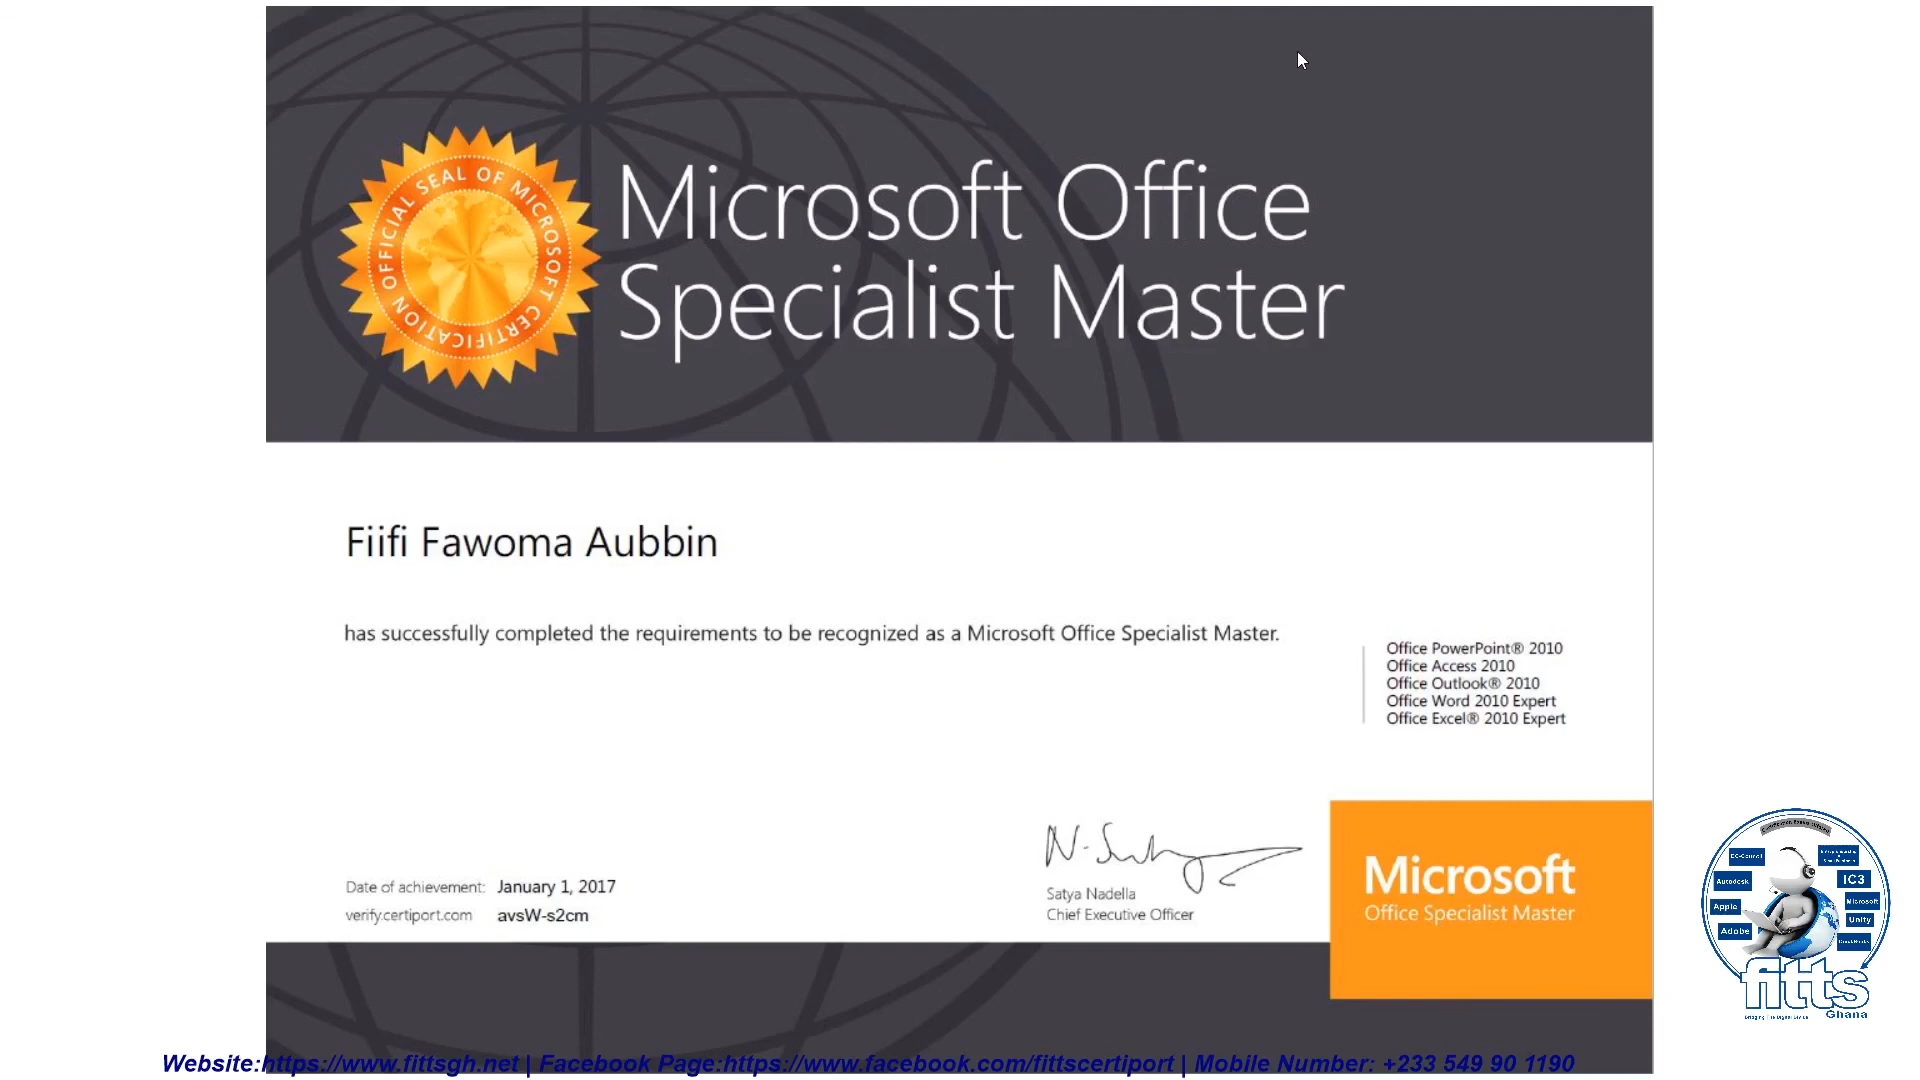 OFFICIAL SEAL OF MICROSOFT CERTIFICATION
Microsoft Office
Specialist Master
Fiifi Fawoma Aubbin
has successfully completed the requirements to be recognized as a Microsoft Office Specialist Master.
Office PowerPoint® 2010
Office Access 2010
Office Outlook® 2010
Office Word 2010 Expert
Office Excel® 2010 Expert
Satya Nadella
Chief Executive Officer
Date of achievement: January 1, 2017
verify.certiport.com avsW-s2cm
Microsoft
Office Specialist Master
EC-Council
Autodesk
IC3
Apple
Microsoft
Unity
Adobe
fitts
Ghana
Website:https://www.fittsgh.net | Facebook Page:https://www.facebook.com/fittscertiport | Mobile Number: +233 549 90 1190